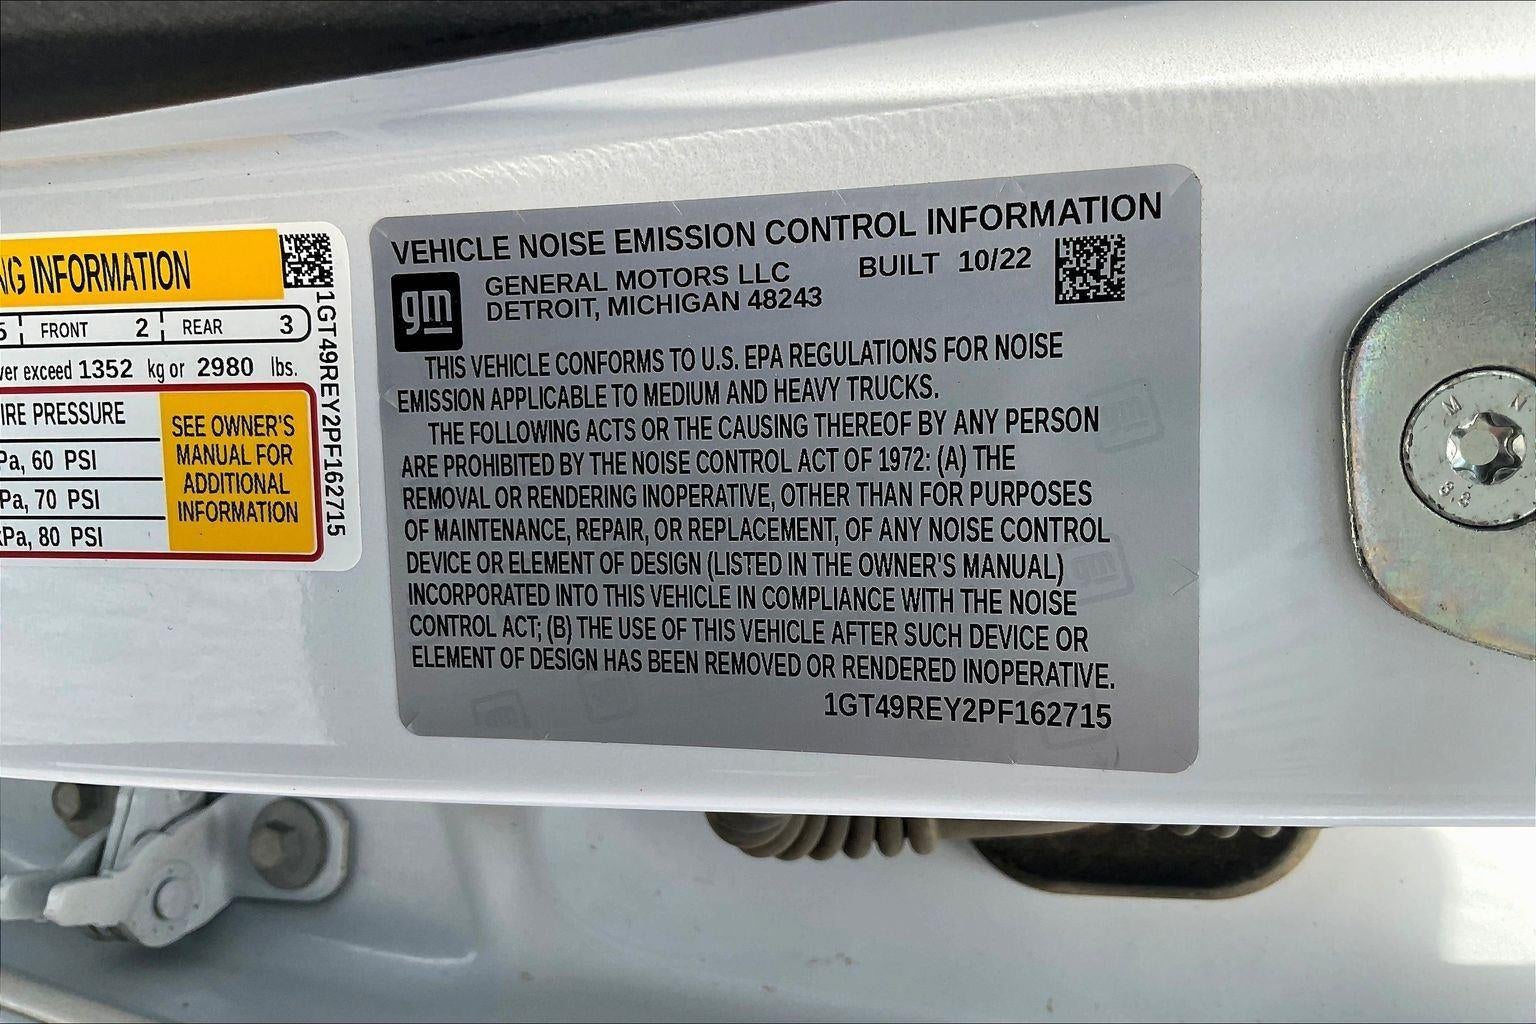 NG INFORMATION
5 FRONT 2 REAR 3
ver exceed 1352 kg or 2980 lbs.
IRE PRESSURE
Pa, 60 PSI
Pa, 70 PSI
kPa, 80 PSI
SEE OWNER'S
MANUAL FOR
ADDITIONAL
INFORMATION
1GT49REY2PF162715
VEHICLE NOISE EMISSION CONTROL INFORMATION
gm
GENERAL MOTORS LLC
DETROIT, MICHIGAN 48243
BUILT 10/22
THIS VEHICLE CONFORMS TO U.S. EPA REGULATIONS FOR NOISE
EMISSION APPLICABLE TO MEDIUM AND HEAVY TRUCKS.
THE FOLLOWING ACTS OR THE CAUSING THEREOF BY ANY PERSON
ARE PROHIBITED BY THE NOISE CONTROL ACT OF 1972: (A) THE
REMOVAL OR RENDERING INOPERATIVE, OTHER THAN FOR PURPOSES
OF MAINTENANCE, REPAIR, OR REPLACEMENT, OF ANY NOISE CONTROL
DEVICE OR ELEMENT OF DESIGN (LISTED IN THE OWNER'S MANUAL)
INCORPORATED INTO THIS VEHICLE IN COMPLIANCE WITH THE NOISE
CONTROL ACT; (B) THE USE OF THIS VEHICLE AFTER SUCH DEVICE OR
ELEMENT OF DESIGN HAS BEEN REMOVED OR RENDERED INOPERATIVE.
1GT49REY2PF162715